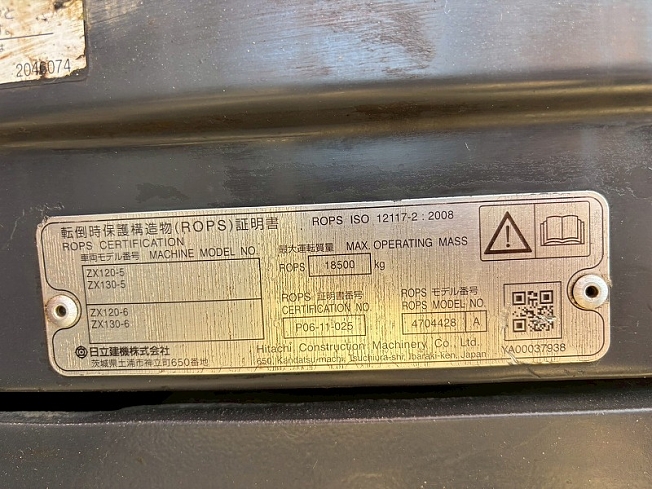 と
2046074
転倒時保護構造物(ROPS)証明書
ROPS CERTIFICATION
ROPS ISO 12117-2 : 2008
車両モデル番号 MACHINE MODEL NO.
ZX120-5
ZX130-5
ZX120-6
ZX130-6
最大運転質量 MAX. OPERATING MASS
ROPS 18500 kg
ROPS 証明書番号
CERTIFICATION NO.
P06-11-025
ROPS モデル番号
ROPS MODEL NO.
4704428 A
日立建機株式会社
茨城県土浦市神立町650番地
Hitachi Construction Machinery Co., Ltd.
650, Kandatsu-machi, Tsuchiura-shi, Ibaraki-ken, Japan
YA00037938